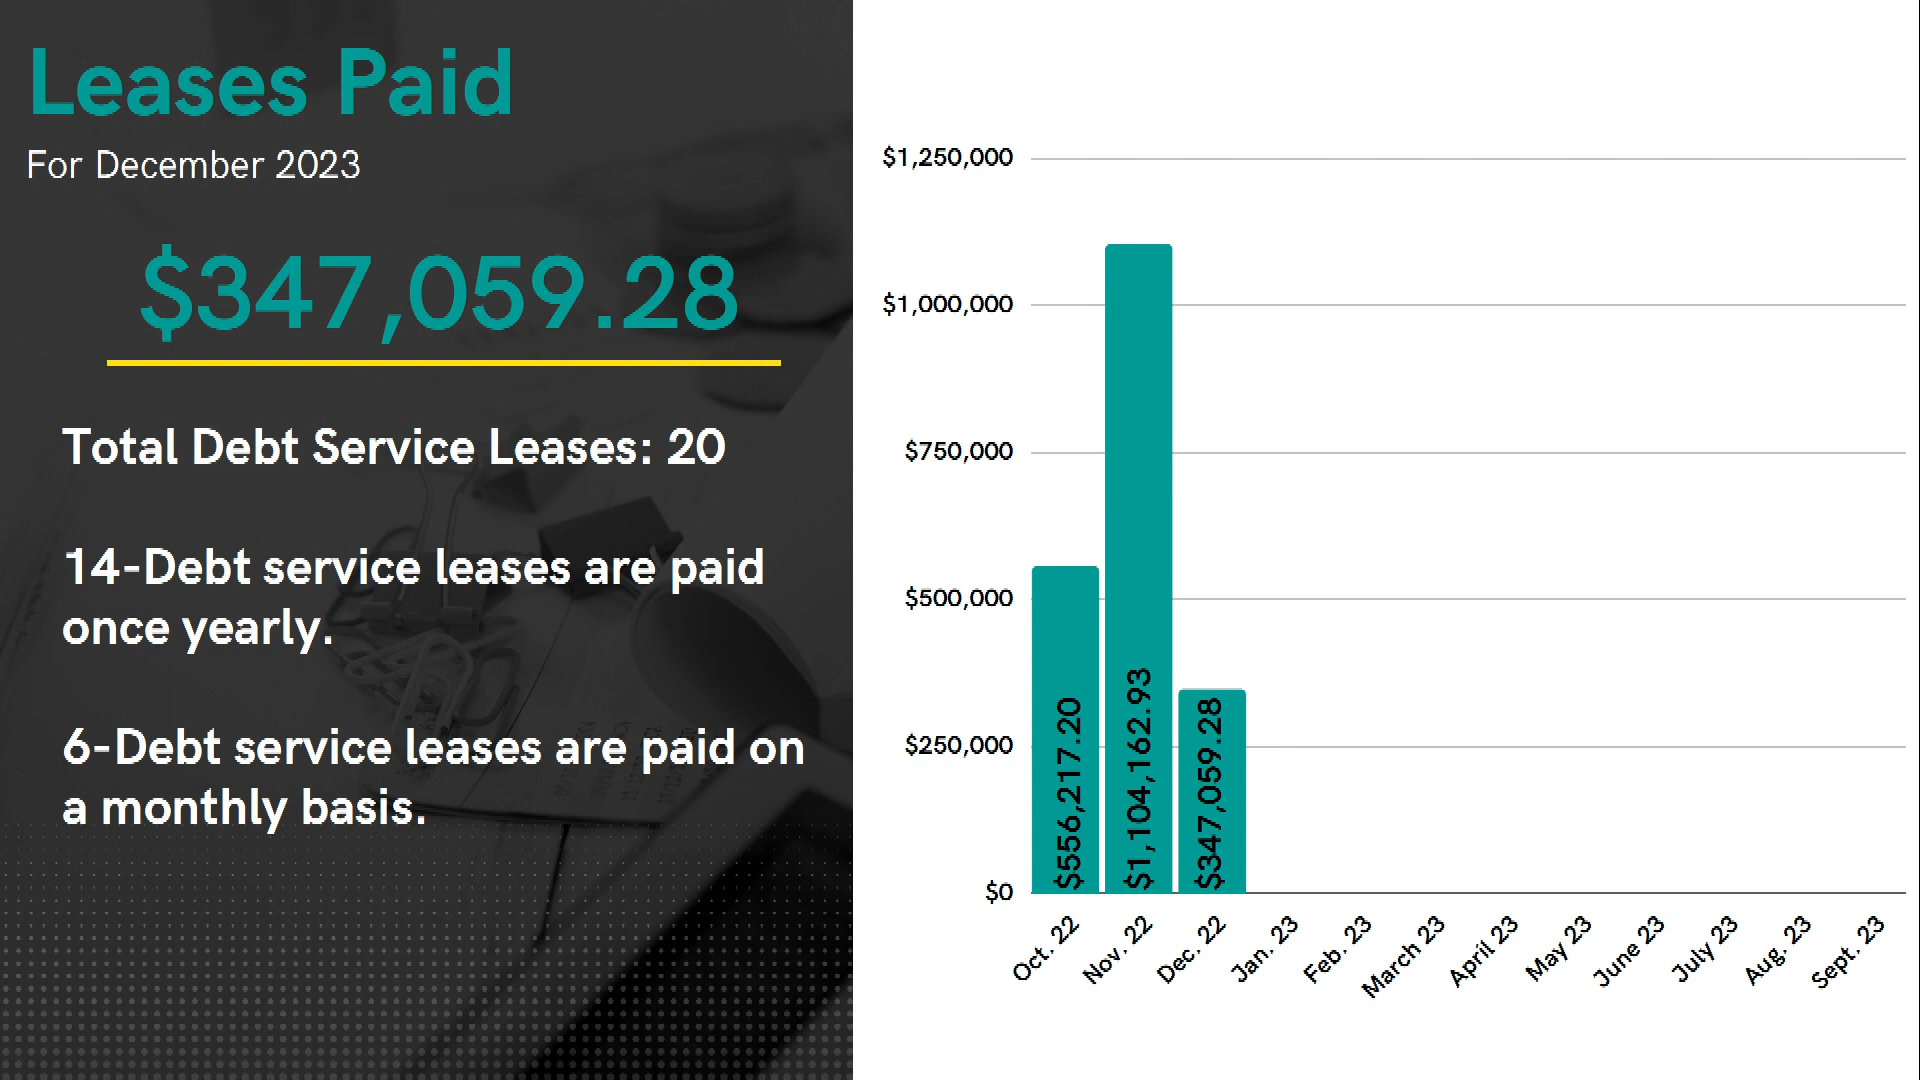 Leases Paid
For December 2023
$347,059.28
Total Debt Service Leases: 20
14-Debt service leases are paid
once yearly.
6-Debt service leases are paid on
a monthly basis.
$1,250,000
$1,000,000
$750,000
$500,000
$250,000
$0
$556,217.20
$1,104,162.93
$347,059.28
Oct. 22
Nov. 22
Dec. 22
Jan. 23
Feb. 23
March 23
April 23
May 23
June 23
July 23
Aug. 23
Sept. 23